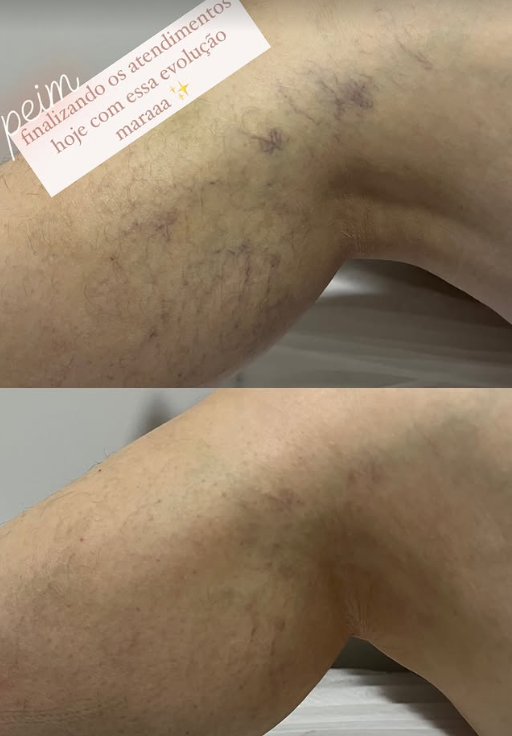 peim
finalizando os atendimentos
hoje com essa evolução
maraaa ✨